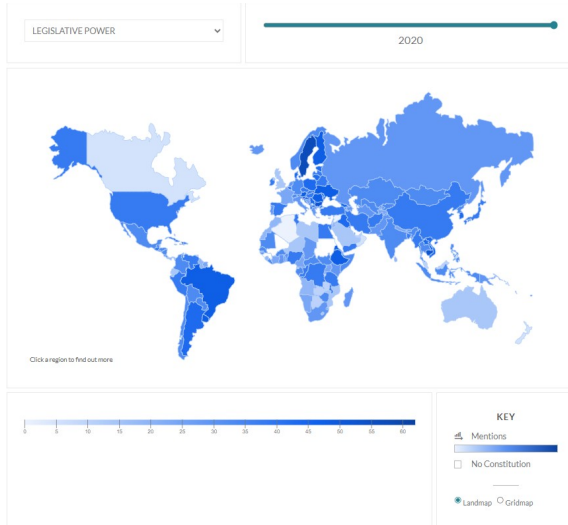 LEGISLATIVE POWER
2020
Click a region to find out more
0 5 10 15 20 25 30 35 40 45 50 55 60
KEY
Mentions
No Constitution
Landmap Gridmap